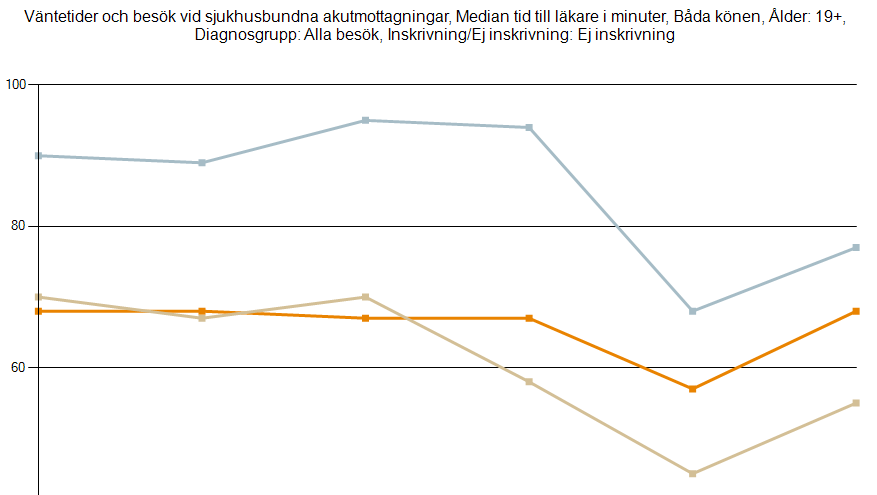 Väntetider och besök vid sjukhusbundna akutmottagningar, Median tid till läkare i minuter, Båda könen, Ålder: 19+,
Diagnosgrupp: Alla besök, Inskrivning/Ej inskrivning: Ej inskrivning
100
80
60